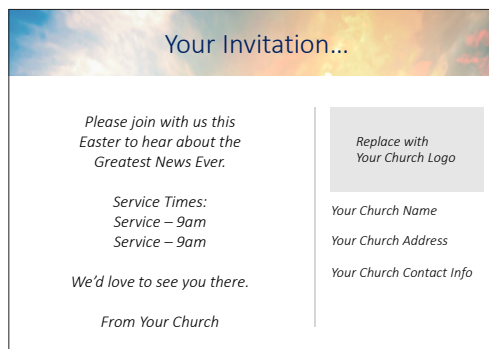 Your Invitation...
Please join with us this
Easter to hear about the
Greatest News Ever.
Service Times:
Service – 9am
Service – 9am
We'd love to see you there.
From Your Church
Replace with
Your Church Logo
Your Church Name
Your Church Address
Your Church Contact Info